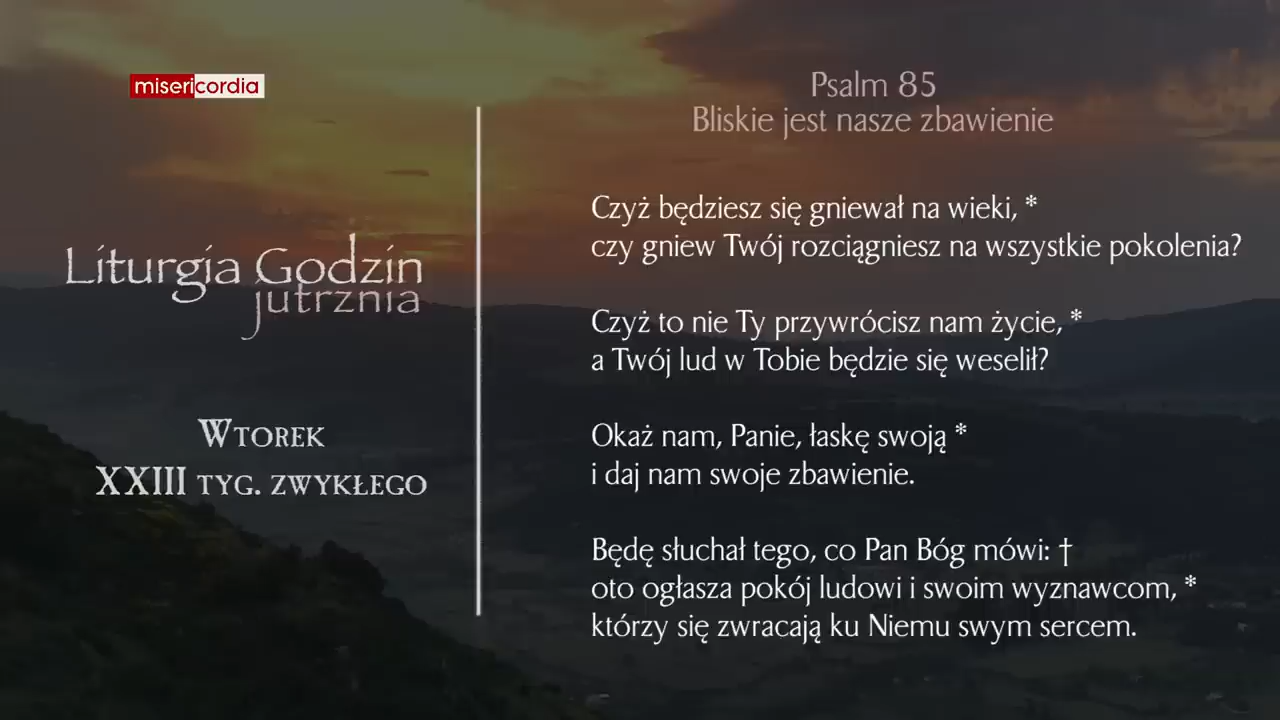 misericordia
Liturgia Godzin
jutrznia
Wtorek
XXIII tyg. zwykłego
Psalm 85
Bliskie jest nasze zbawienie
Czyż będziesz się gniewał na wieki, *
czy gniew Twój rozciągniesz na wszystkie pokolenia?
Czyż to nie Ty przywrócisz nam życie, *
a Twój lud w Tobie będzie się weselił?
Okaż nam, Panie, łaskę swoją *
i daj nam swoje zbawienie.
Będę słuchał tego, co Pan Bóg mówi: †
oto ogłasza pokój ludowi i swoim wyznawcom, *
którzy się zwracają ku Niemu swym sercem.